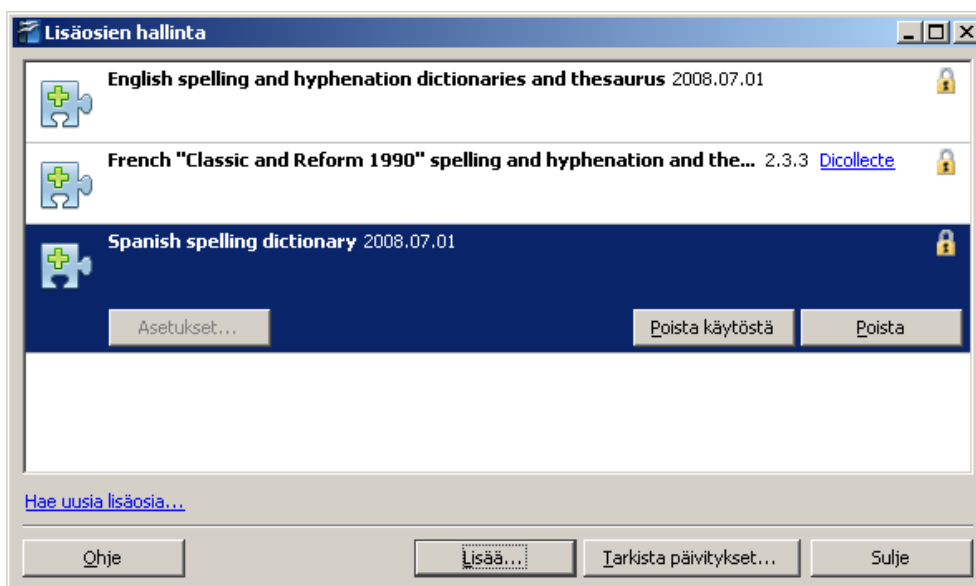 Lisäosien hallinta
English spelling and hyphenation dictionaries and thesaurus 2008.07.01
French "Classic and Reform 1990" spelling and hyphenation and the... 2.3.3 Dicollecte
Spanish spelling dictionary 2008.07.01
Asetukset... Poista käytöstä Poista
Hae uusia lisäosia...
Ohje Lisää... Tarkista päivitykset... Sulje